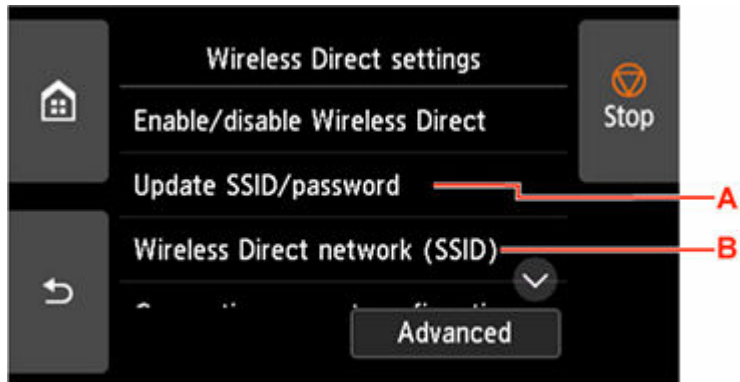 Wireless Direct settings
Stop
Enable/disable Wireless Direct
Update SSID/password
A
Wireless Direct network (SSID)
B
Advanced